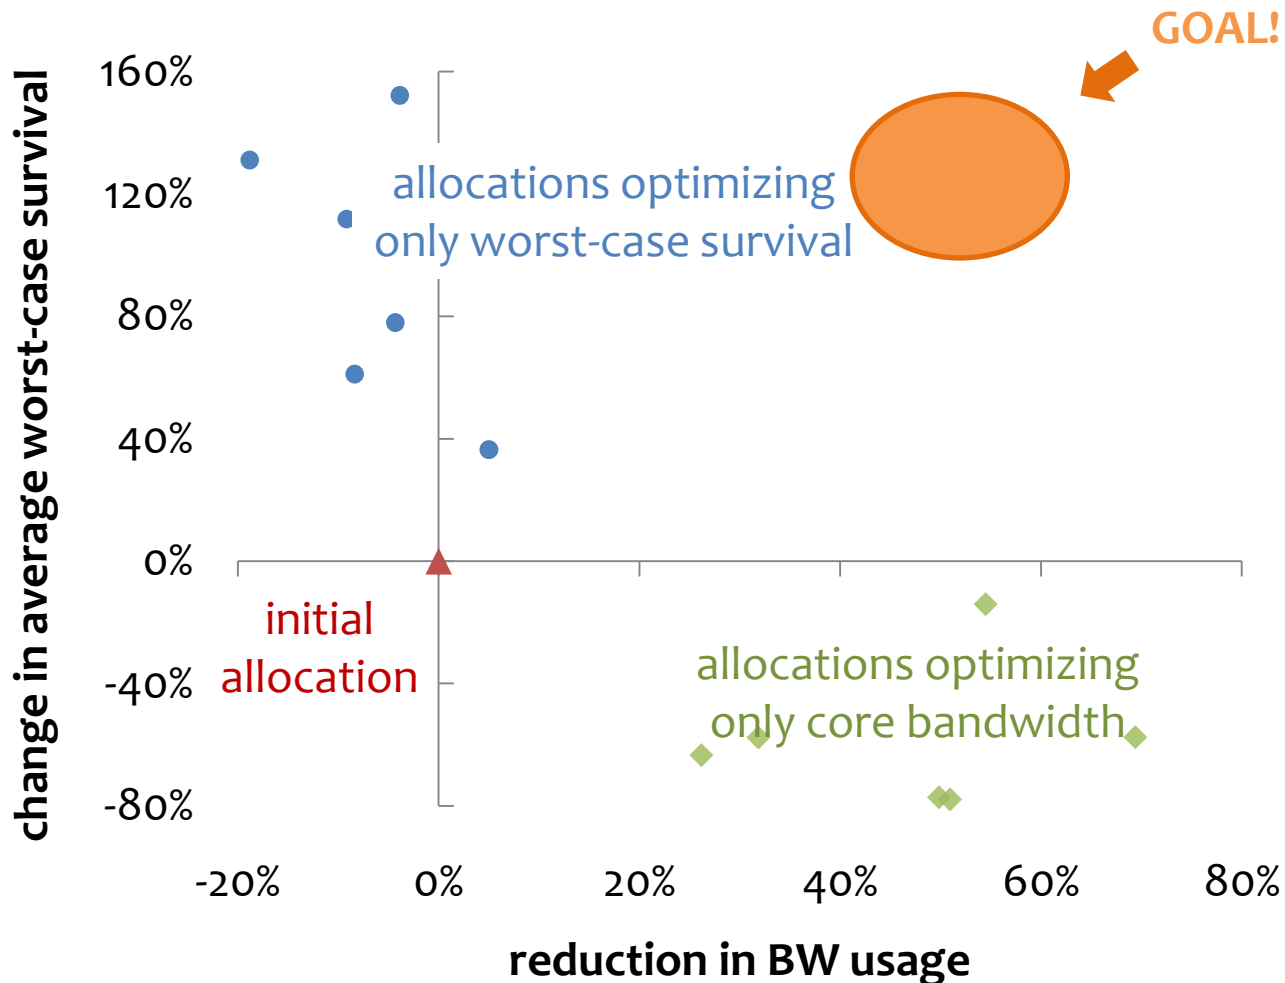 GOAL!
change in average worst-case survival
160%
120%
80%
40%
0%
-40%
-80%
allocations optimizing
only worst-case survival
initial
allocation
allocations optimizing
only core bandwidth
-20%
0%
20%
40%
60%
80%
reduction in BW usage